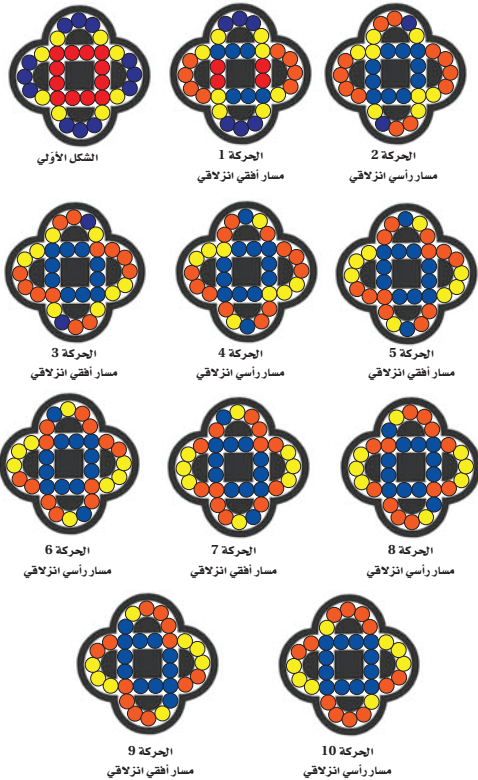 الشكل الأوّلي
الحركة 1
مسار أفقي انزلاقي
الحركة 2
مسار رأسي انزلاقي
الحركة 3
مسار أفقي انزلاقي
الحركة 4
مسار رأسي انزلاقي
الحركة 5
مسار أفقي انزلاقي
الحركة 6
مسار رأسي انزلاقي
الحركة 7
مسار أفقي انزلاقي
الحركة 8
مسار رأسي انزلاقي
الحركة 9
مسار أفقي انزلاقي
الحركة 10
مسار رأسي انزلاقي